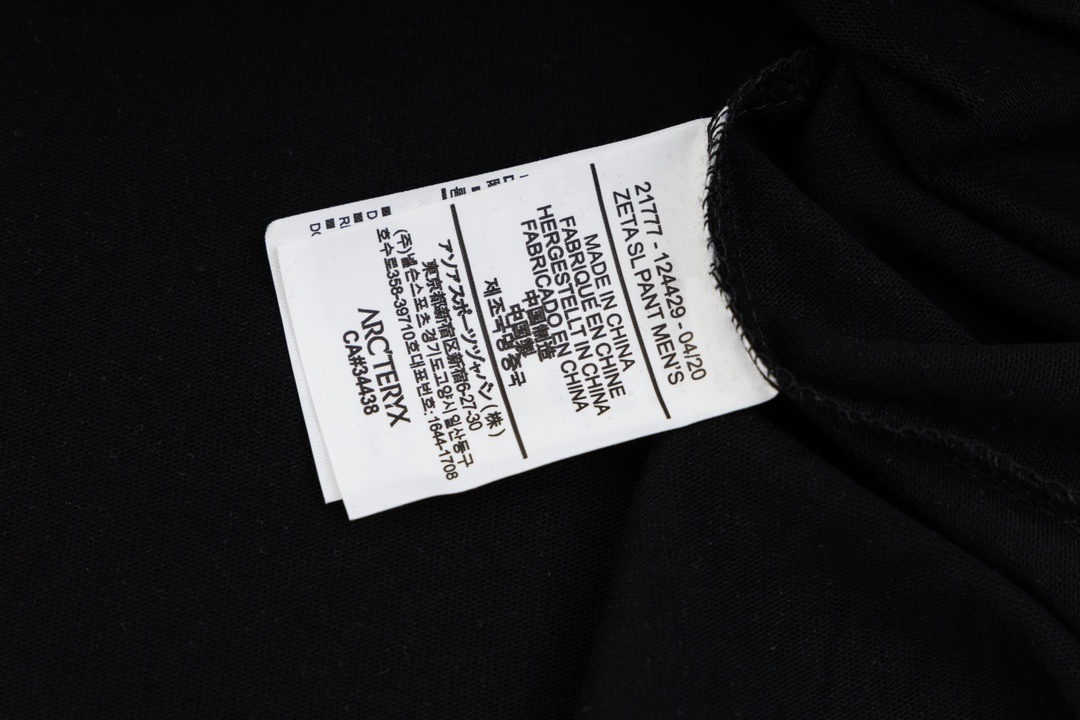 21777 - 124429 - 04/20
ZETA SL PANT MEN'S
MADE IN CHINA
FABRIQUE EN CHINE
HERGESTELLT IN CHINA
FABRICADO EN CHINA
中国制造
中國製
제조국명:중국
アソアスポーツジャパン(株)
東京都新宿区新宿6-27-30
(주)넬슨스포츠 경기도고양시 일산동구
호수로358-39710호대표번호: 1644-1708
ARC'TERYX
CA#34438